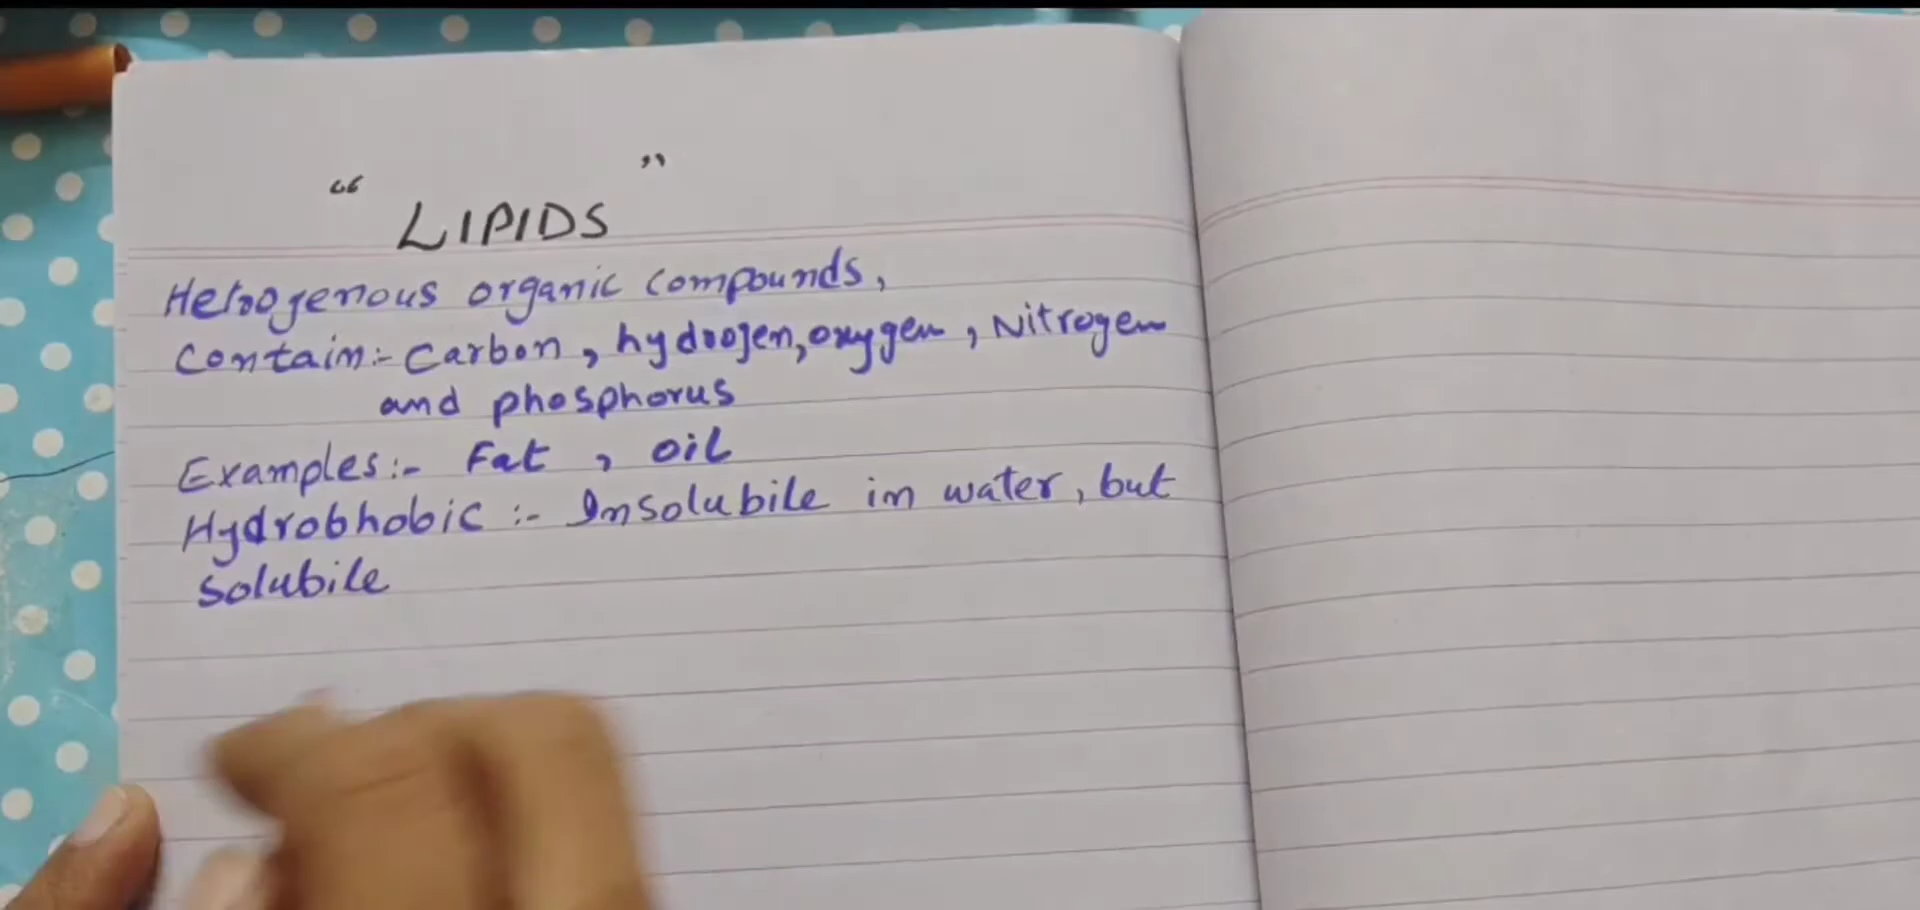 “ LIPIDS ”
Hetrogenous organic compounds,
Contain:- Carbon, hydrogen, oxygen, Nitrogen
and phosphorus
Examples:- Fat, oil
Hydrobhobic :- Insolubile in water, but
Solubile